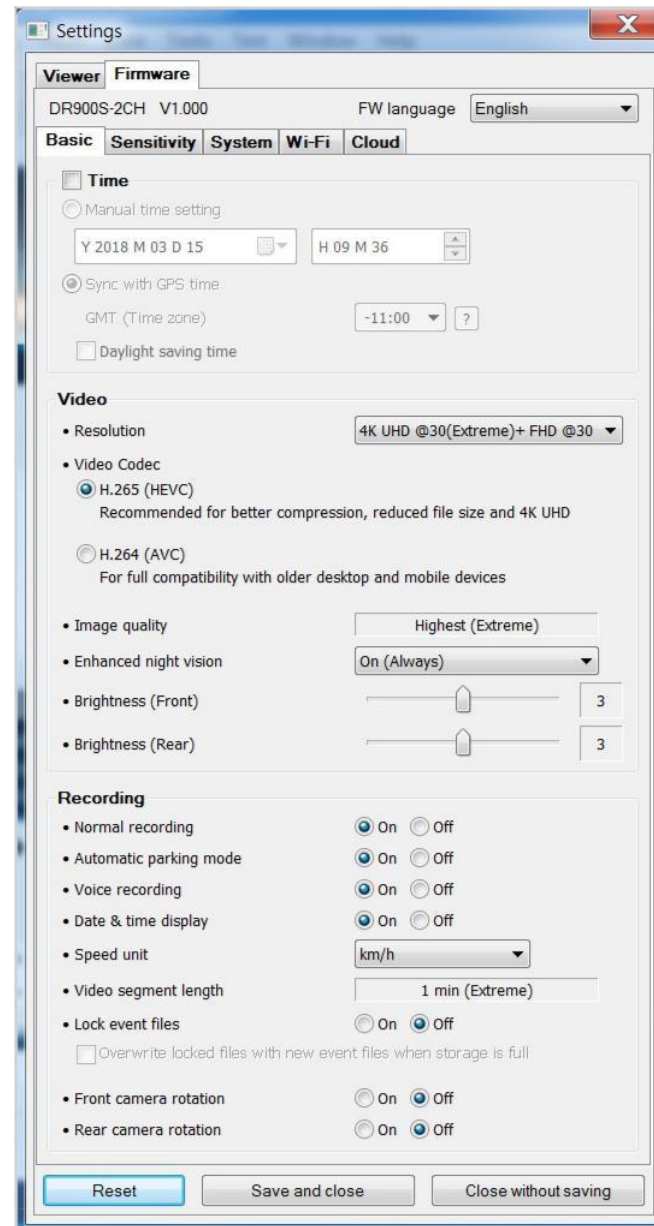 Settings
Viewer Firmware
DR900S-2CH V1.000 FW language English
Basic Sensitivity System Wi-Fi Cloud
Time
Manual time setting
Y 2018 M 03 D 15 H 09 M 36
Sync with GPS time
GMT (Time zone) -11:00 ?
Daylight saving time
Video
• Resolution 4K UHD @30(Extreme)+ FHD @30
• Video Codec
H.265 (HEVC)
Recommended for better compression, reduced file size and 4K UHD
H.264 (AVC)
For full compatibility with older desktop and mobile devices
• Image quality Highest (Extreme)
• Enhanced night vision On (Always)
• Brightness (Front) 3
• Brightness (Rear) 3
Recording
• Normal recording On Off
• Automatic parking mode On Off
• Voice recording On Off
• Date & time display On Off
• Speed unit km/h
• Video segment length 1 min (Extreme)
• Lock event files On Off
Overwrite locked files with new event files when storage is full
• Front camera rotation On Off
• Rear camera rotation On Off
Reset Save and close Close without saving